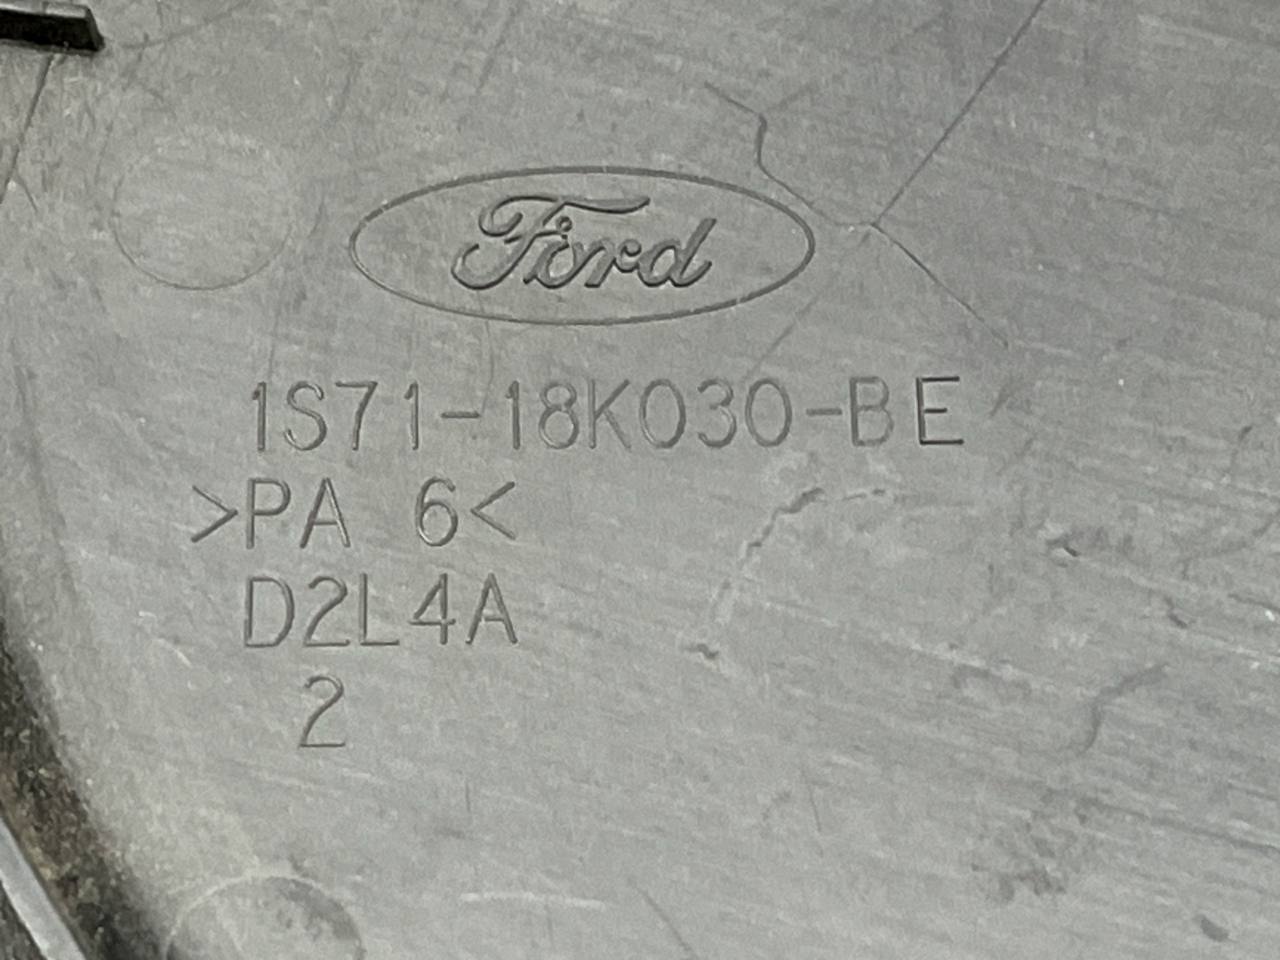 Ford
1S71-18K030-BE
>PA 6<
D2L4A
2